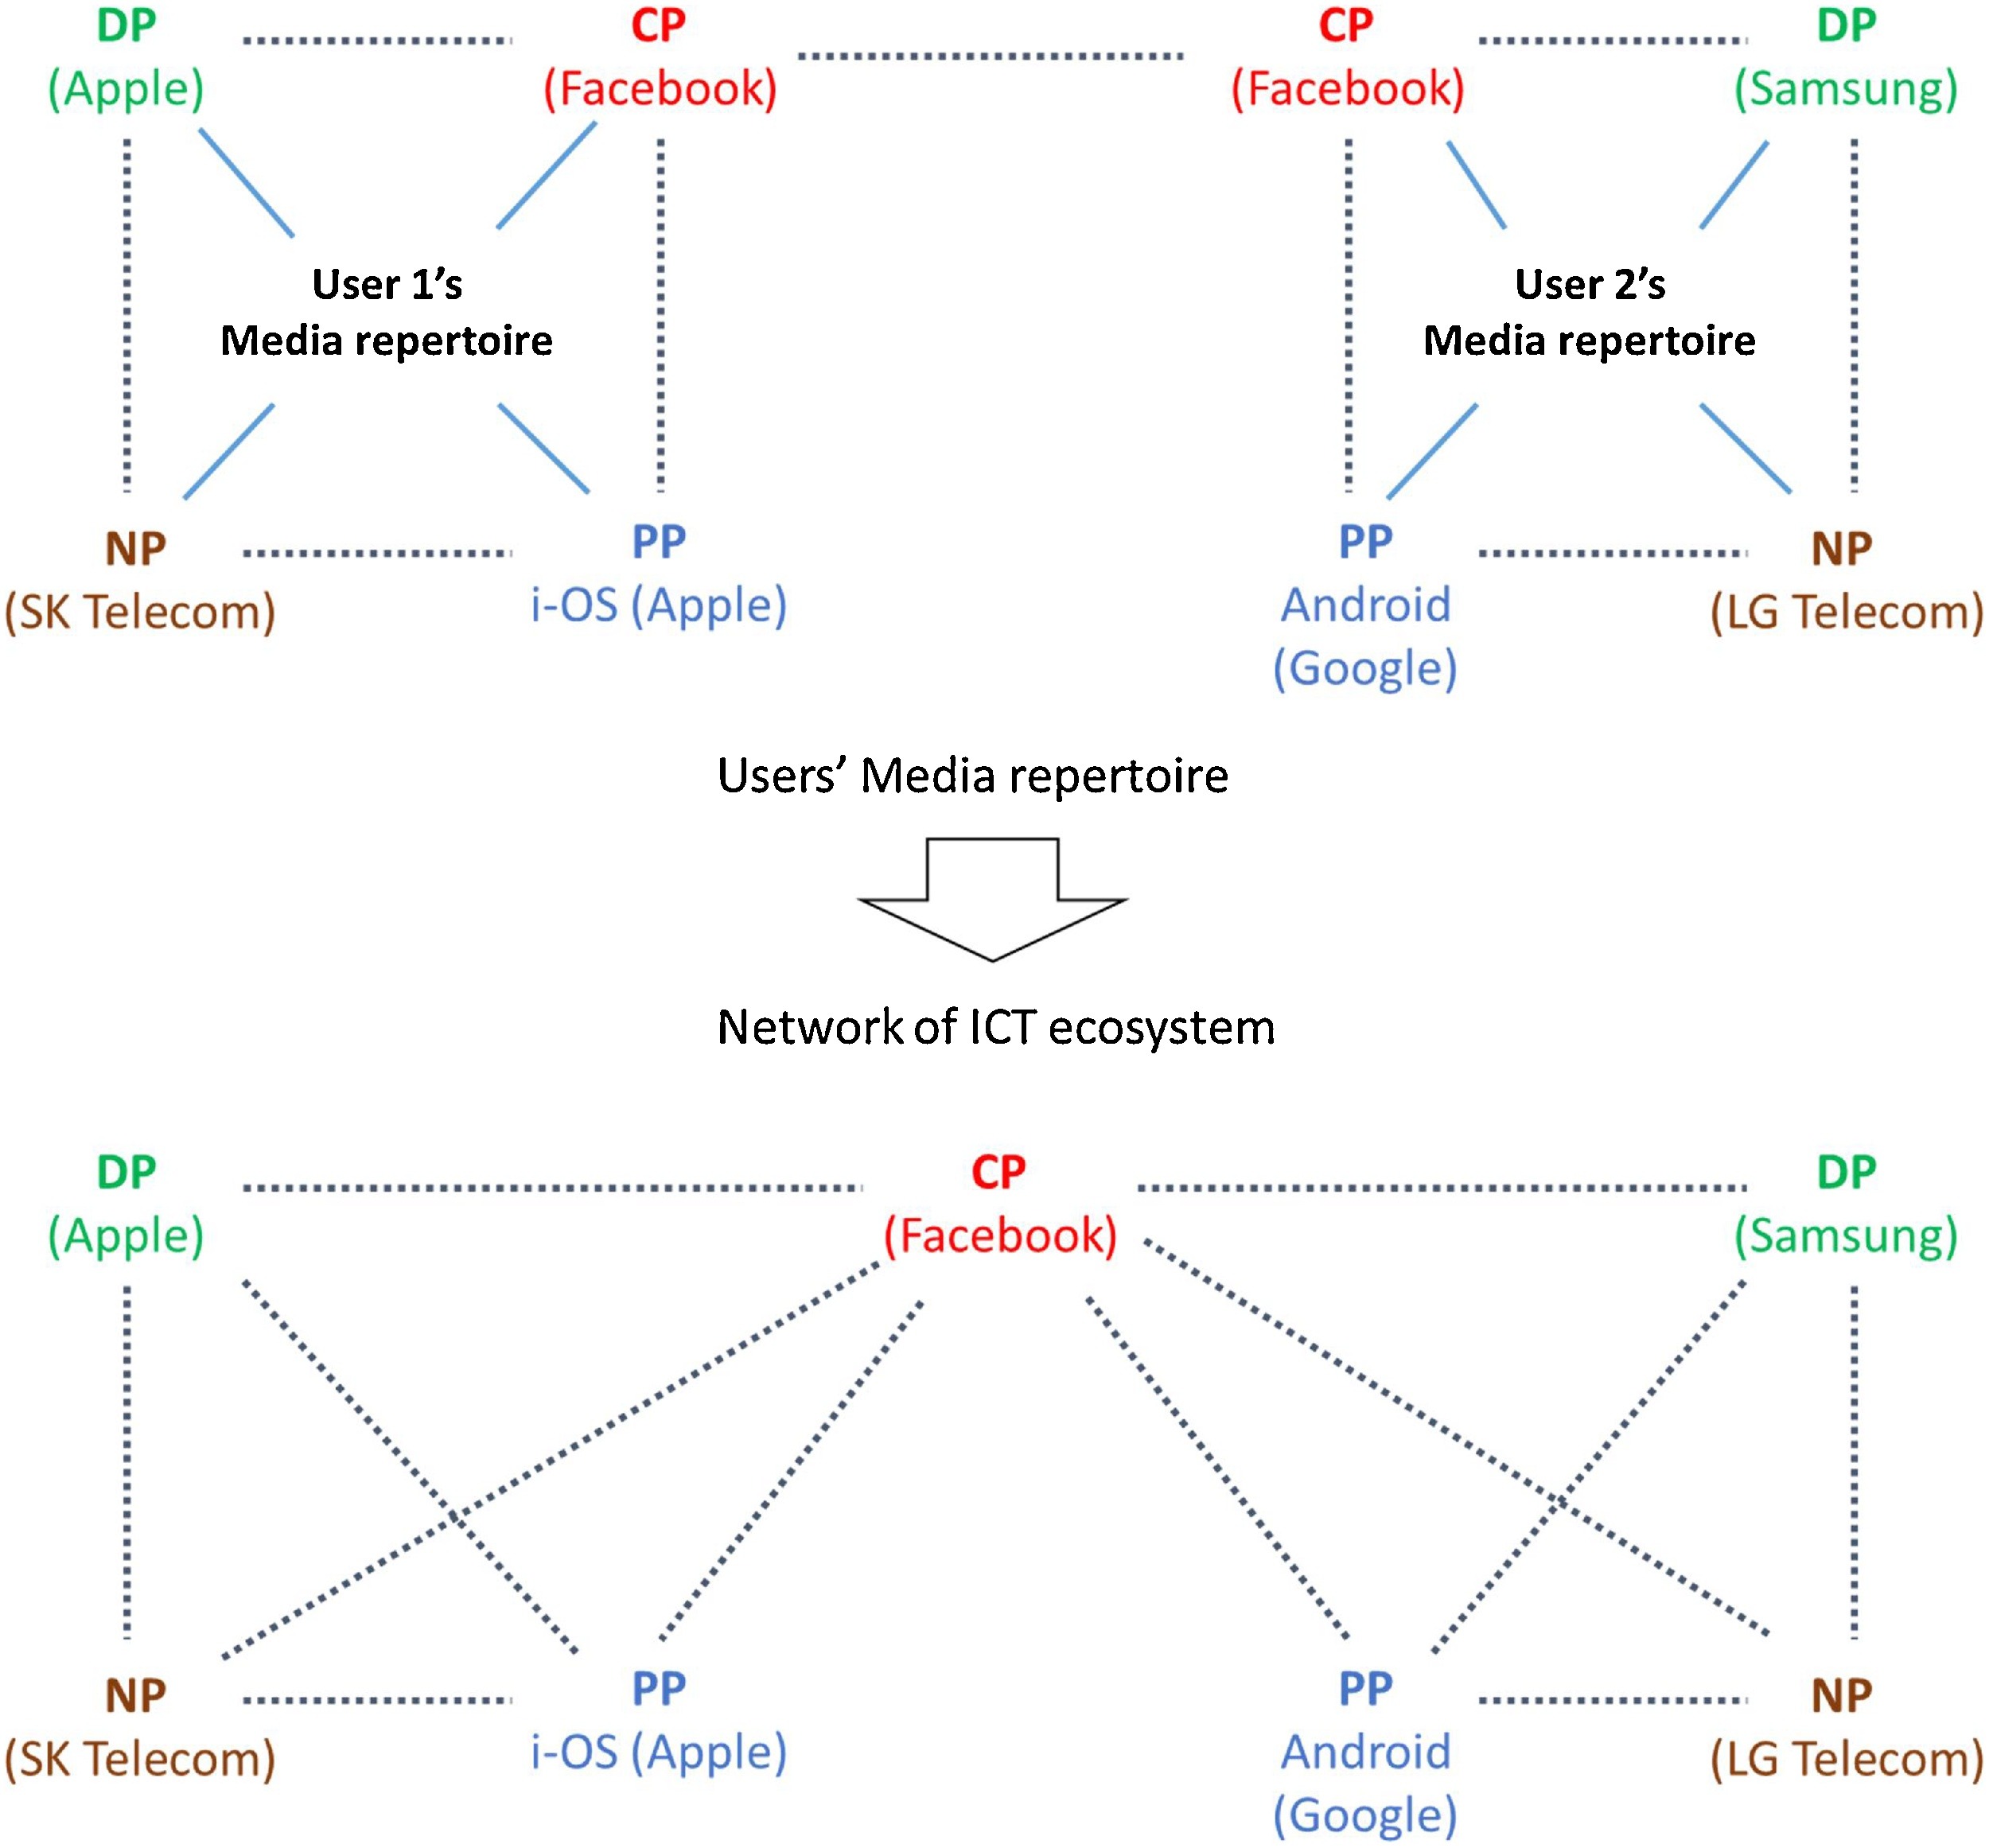 DP
(Apple)
CP
(Facebook)
CP
(Facebook)
DP
(Samsung)
User 1’s
Media repertoire
User 2’s
Media repertoire
NP
(SK Telecom)
PP
i-OS (Apple)
PP
Android
(Google)
NP
(LG Telecom)
Users’ Media repertoire
Network of ICT ecosystem
DP
(Apple)
CP
(Facebook)
DP
(Samsung)
NP
(SK Telecom)
PP
i-OS (Apple)
PP
Android
(Google)
NP
(LG Telecom)